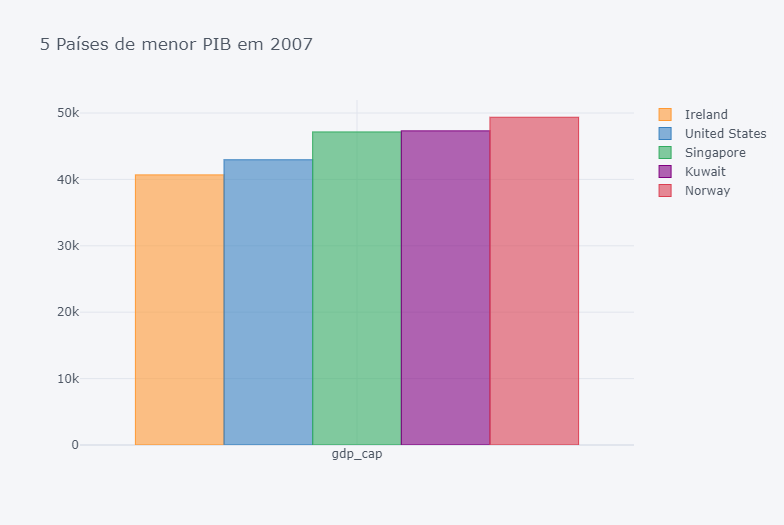 5 Países de menor PIB em 2007
50k
40k
30k
20k
10k
0
gdp_cap
Ireland
United States
Singapore
Kuwait
Norway